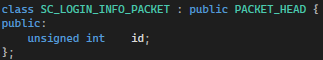 class SC_LOGIN_INFO_PACKET : public PACKET_HEAD {
public:
    unsigned int    id;
};